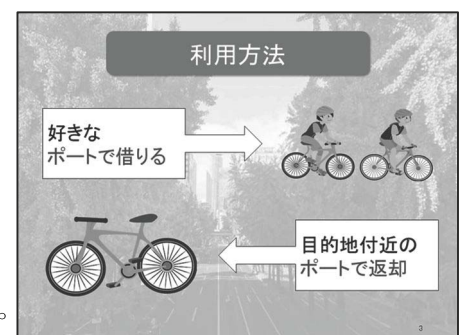 利用方法
好きな
ポートで借りる
目的地付近の
ポートで返却
3
。